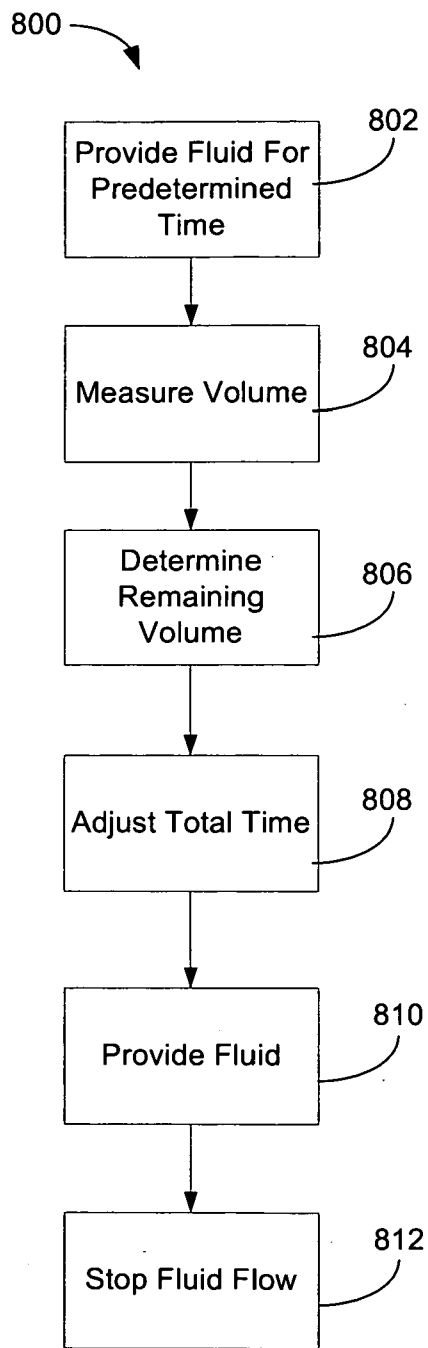 800
802
Provide Fluid For
Predetermined
Time
804
Measure Volume
806
Determine
Remaining
Volume
808
Adjust Total Time
810
Provide Fluid
812
Stop Fluid Flow